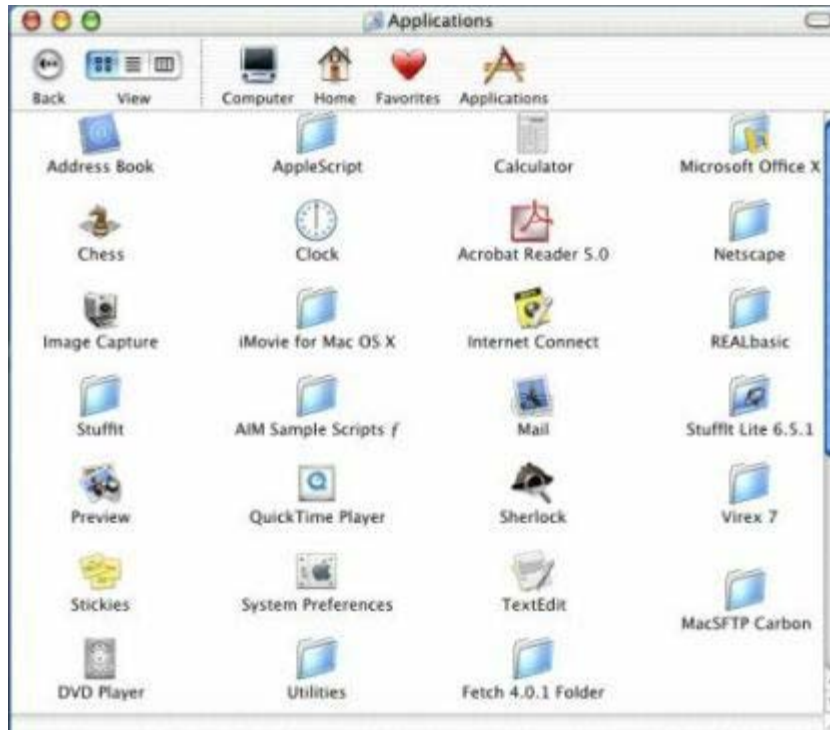 Applications
Back View Computer Home Favorites Applications
Address Book AppleScript Calculator Microsoft Office X
Chess Clock Acrobat Reader 5.0 Netscape
Image Capture iMovie for Mac OS X Internet Connect REALbasic
StuffIt AIM Sample Scripts ƒ Mail StuffIt Lite 6.5.1
Preview QuickTime Player Sherlock Virex 7
Stickies System Preferences TextEdit MacSFTP Carbon
DVD Player Utilities Fetch 4.0.1 Folder